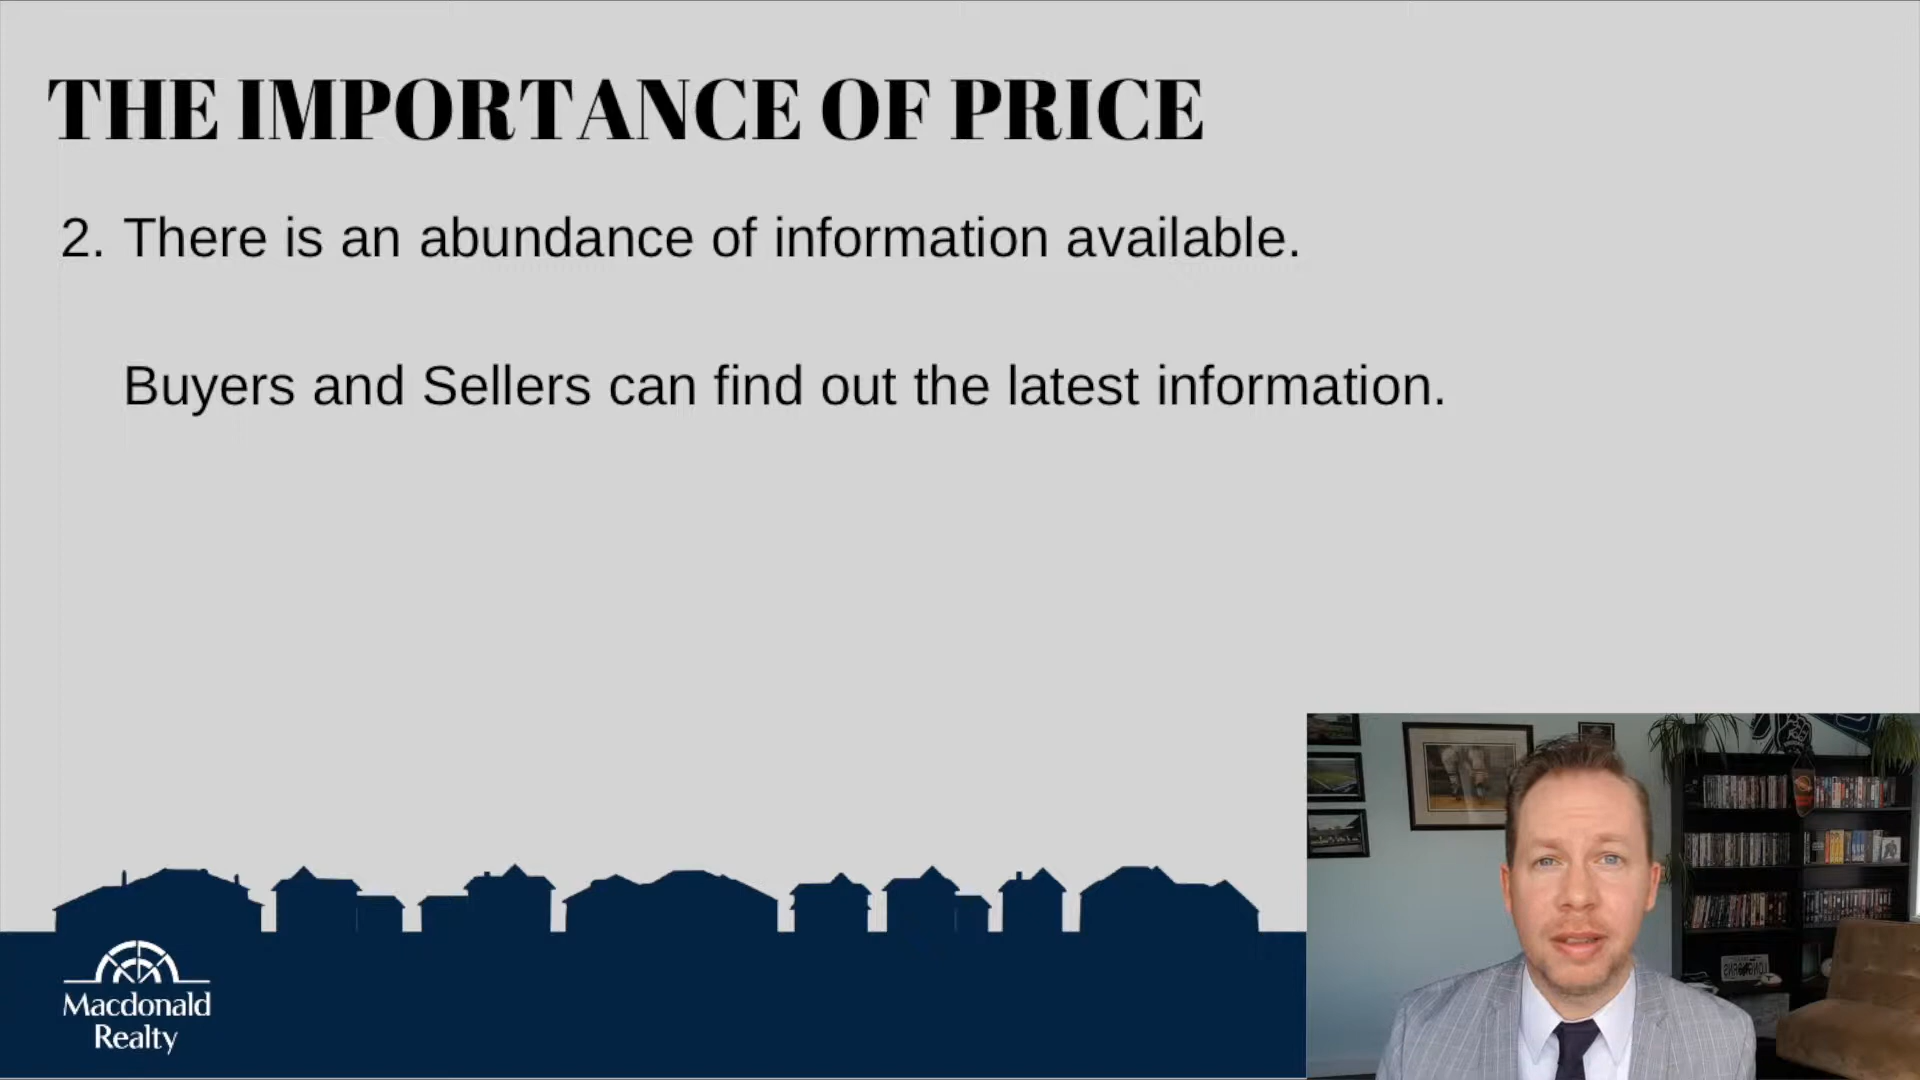 THE IMPORTANCE OF PRICE
2. There is an abundance of information available.
Buyers and Sellers can find out the latest information.
Macdonald
Realty